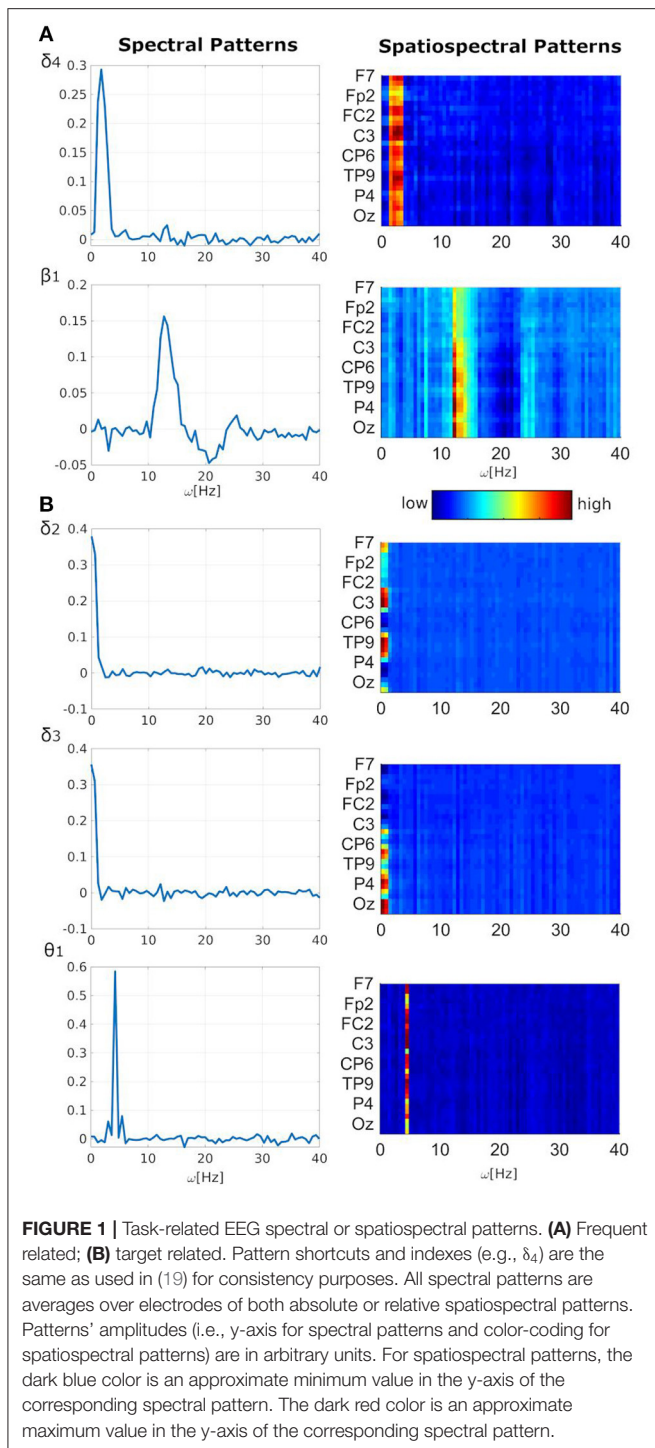 A
Spectral Patterns
Spatiospectral Patterns
δ4
0.3
0.25
0.2
0.15
0.1
0.05
0
0 10 20 30 40
F7
Fp2
FC2
C3
CP6
TP9
P4
Oz
0 10 20 30 40
β1
0.2
0.15
0.1
0.05
0
-0.05
0 10 20 30 40
ω[Hz]
F7
Fp2
FC2
C3
CP6
TP9
P4
Oz
low
high
B
δ2
0.4
0.3
0.2
0.1
0
-0.1
0 10 20 30 40
F7
Fp2
FC2
C3
CP6
TP9
P4
Oz
0 10 20 30 40
δ3
0.4
0.3
0.2
0.1
0
-0.1
0 10 20 30 40
F7
Fp2
FC2
C3
CP6
TP9
P4
Oz
0 10 20 30 40
θ1
0.6
0.5
0.4
0.3
0.2
0.1
0
0 10 20 30 40
ω[Hz]
F7
Fp2
FC2
C3
CP6
TP9
P4
Oz
0 10 20 30 40
ω[Hz]
FIGURE 1 | Task-related EEG spectral or spatiospectral patterns. (A) Frequent
related; (B) target related. Pattern shortcuts and indexes (e.g., δ₄) are the
same as used in (19) for consistency purposes. All spectral patterns are
averages over electrodes of both absolute or relative spatiospectral patterns.
Patterns' amplitudes (i.e., y-axis for spectral patterns and color-coding for
spatiospectral patterns) are in arbitrary units. For spatiospectral patterns, the
dark blue color is an approximate minimum value in the y-axis of the
corresponding spectral pattern. The dark red color is an approximate
maximum value in the y-axis of the corresponding spectral pattern.